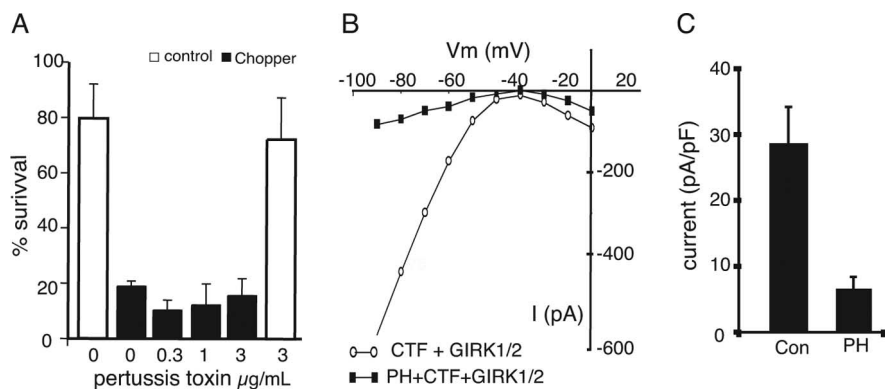 A
control Chopper
% surivval
100
80
60
40
20
0
0 0 0.3 1 3 3
pertussis toxin µg/mL
B
Vm (mV)
-100 -80 -60 -40 -20 20
-200
-400
-600
I (pA)
CTF + GIRK1/2
PH+CTF+GIRK1/2
C
current (pA/pF)
40
30
20
10
0
Con PH